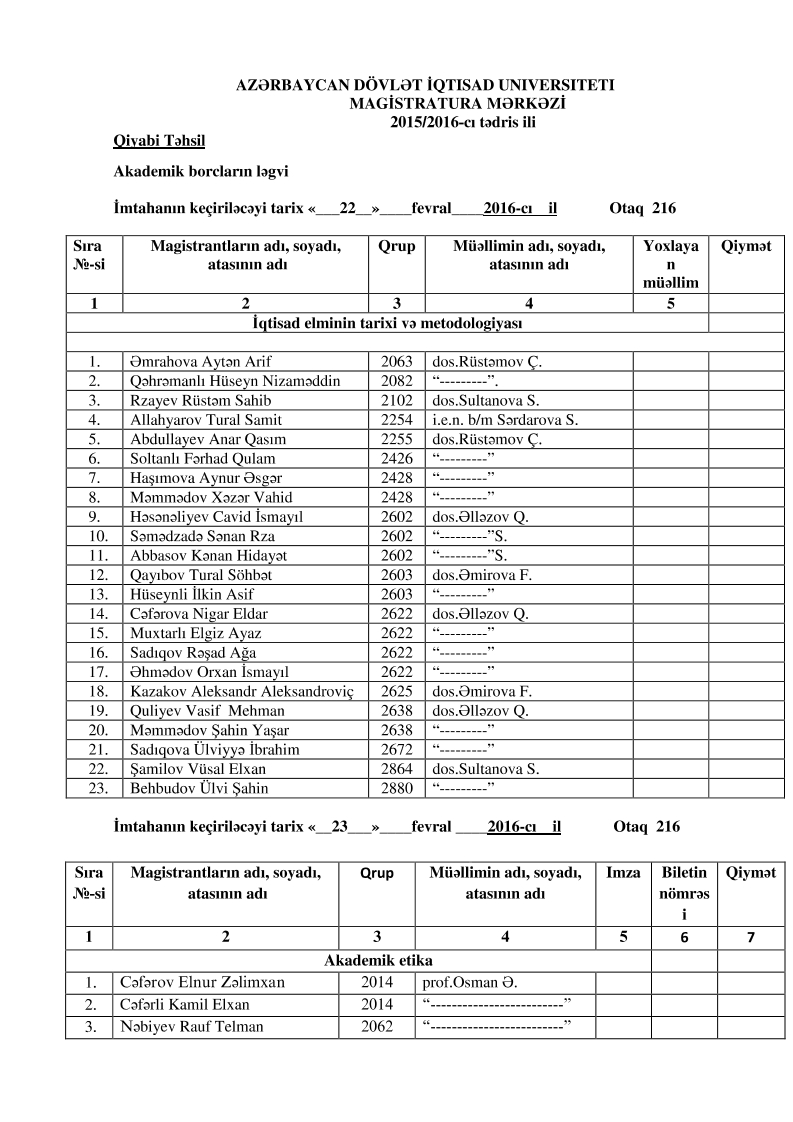 AZƏRBAYCAN DÖVLƏT İQTISAD UNIVERSITETI
MAGİSTRATURA MƏRKƏZİ
2015/2016-cı tədris ili
Qiyabi Təhsil
Akademik borcların ləğvi
İmtahanın keçiriləcəyi tarix «___22__»____fevral____2016-cı__il Otaq 216
Sıra №-si Magistrantların adı, soyadı, atasının adı Qrup Müəllimin adı, soyadı, atasının adı Yoxlayan müəllim Qiymət
1 2 3 4 5
İqtisad elminin tarixi və metodologiyası
1. Əmrahova Aytən Arif 2063 dos.Rüstəmov Ç.
2. Qəhrəmanlı Hüseyn Nizaməddin 2082 “---------”.
3. Rzayev Rüstəm Sahib 2102 dos.Sultanova S.
4. Allahyarov Tural Samit 2254 i.e.n. b/m Sərdarova S.
5. Abdullayev Anar Qasım 2255 dos.Rüstəmov Ç.
6. Soltanlı Fərhad Qulam 2426 “---------”
7. Haşımova Aynur Əsgər 2428 “---------”
8. Məmmədov Xəzər Vahid 2428 “---------”
9. Həsənəliyev Cavid İsmayıl 2602 dos.Əlləzov Q.
10. Səmədzadə Sənan Rza 2602 “---------”S.
11. Abbasov Kənan Hidayət 2602 “---------”S.
12. Qayıbov Tural Söhbət 2603 dos.Əmirova F.
13. Hüseynli İlkin Asif 2603 “---------”
14. Cəfərova Nigar Eldar 2622 dos.Əlləzov Q.
15. Muxtarlı Elgiz Ayaz 2622 “---------”
16. Sadıqov Rəşad Ağa 2622 “---------”
17. Əhmədov Orxan İsmayıl 2622 “---------”
18. Kazakov Aleksandr Aleksandroviç 2625 dos.Əmirova F.
19. Quliyev Vasif Mehman 2638 dos.Əlləzov Q.
20. Məmmədov Şahin Yaşar 2638 “---------”
21. Sadıqova Ülviyyə İbrahim 2672 “---------”
22. Şamilov Vüsal Elxan 2864 dos.Sultanova S.
23. Behbudov Ülvi Şahin 2880 “---------”
İmtahanın keçiriləcəyi tarix «__23___»____fevral ____2016-cı__il Otaq 216
Sıra №-si Magistrantların adı, soyadı, atasının adı Qrup Müəllimin adı, soyadı, atasının adı Imza Biletin nömrəsi Qiymət
1 2 3 4 5 6 7
Akademik etika
1. Cəfərov Elnur Zəlimxan 2014 prof.Osman Ə.
2. Cəfərli Kamil Elxan 2014 “-------------------------”
3. Nəbiyev Rauf Telman 2062 “-------------------------”